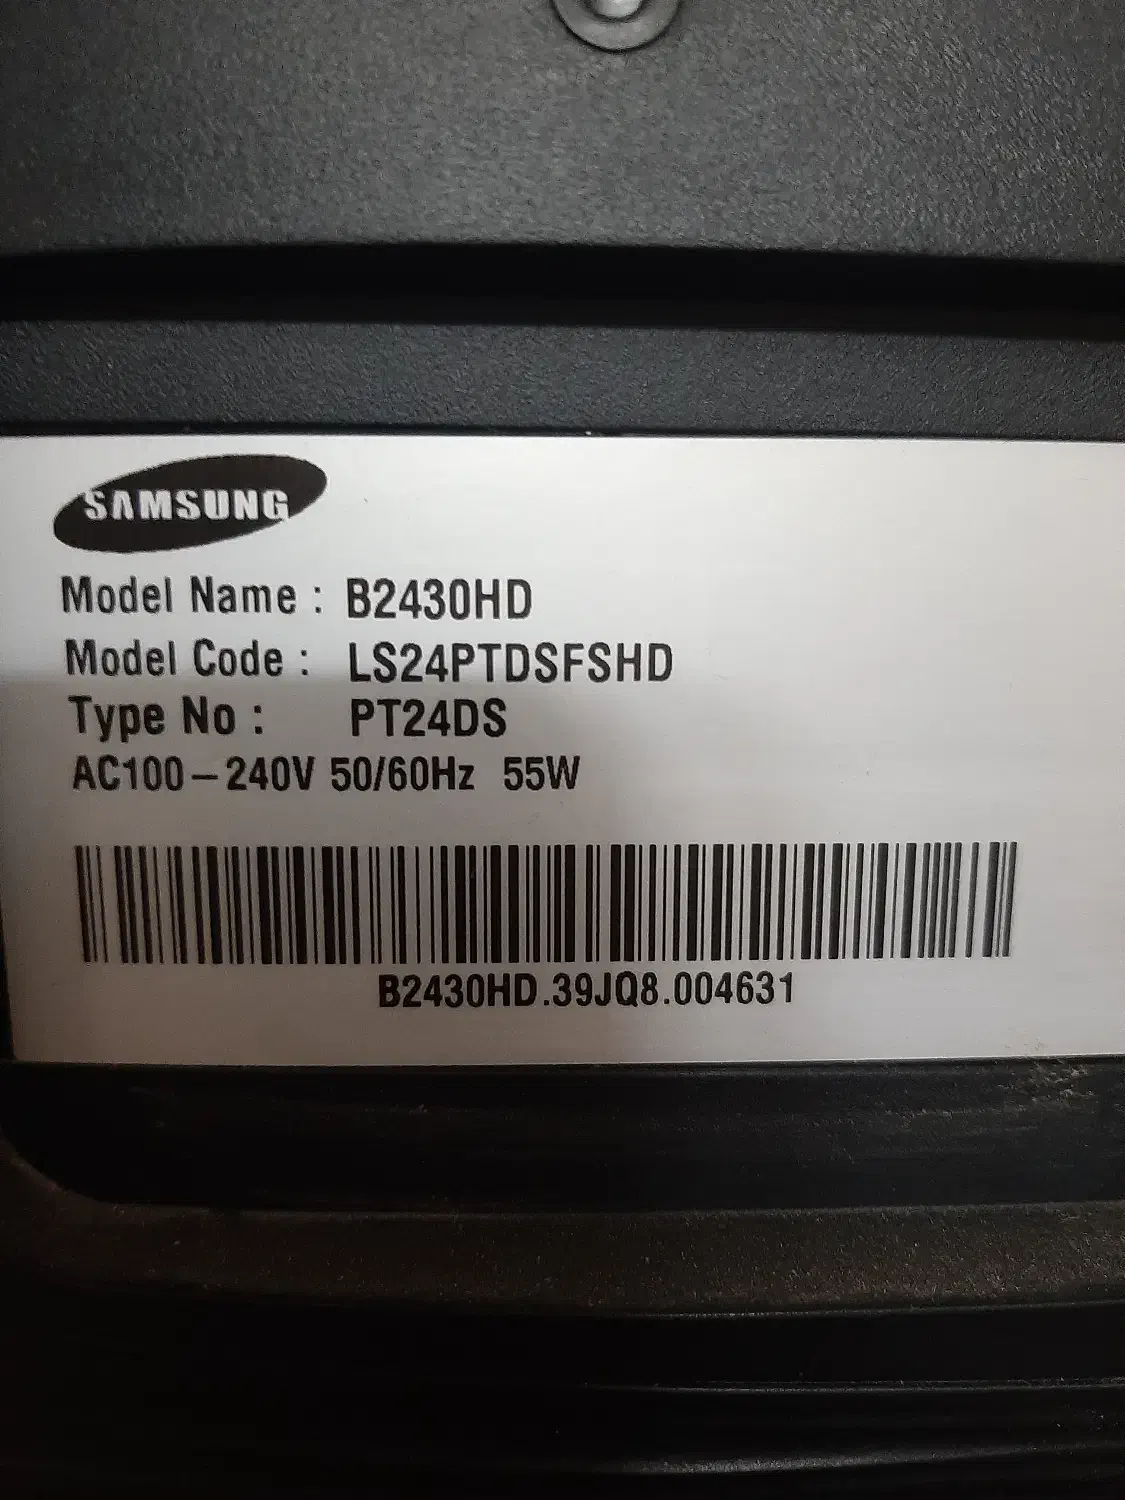 SAMSUNG
Model Name : B2430HD
Model Code : LS24PTDSFSHD
Type No : PT24DS
AC100-240V 50/60Hz 55W
B2430HD.39JQ8.004631